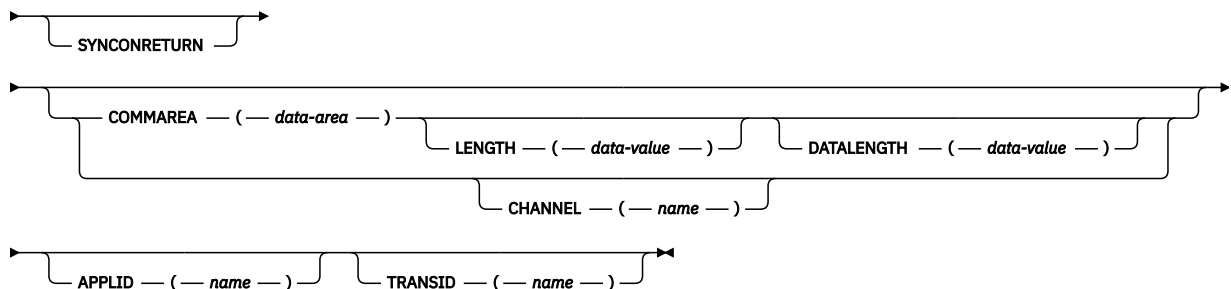 SYNCONRETURN
COMMAREA ( data-area )
LENGTH ( data-value ) DATALENGTH ( data-value )
CHANNEL ( name )
APPLID ( name ) TRANSID ( name )